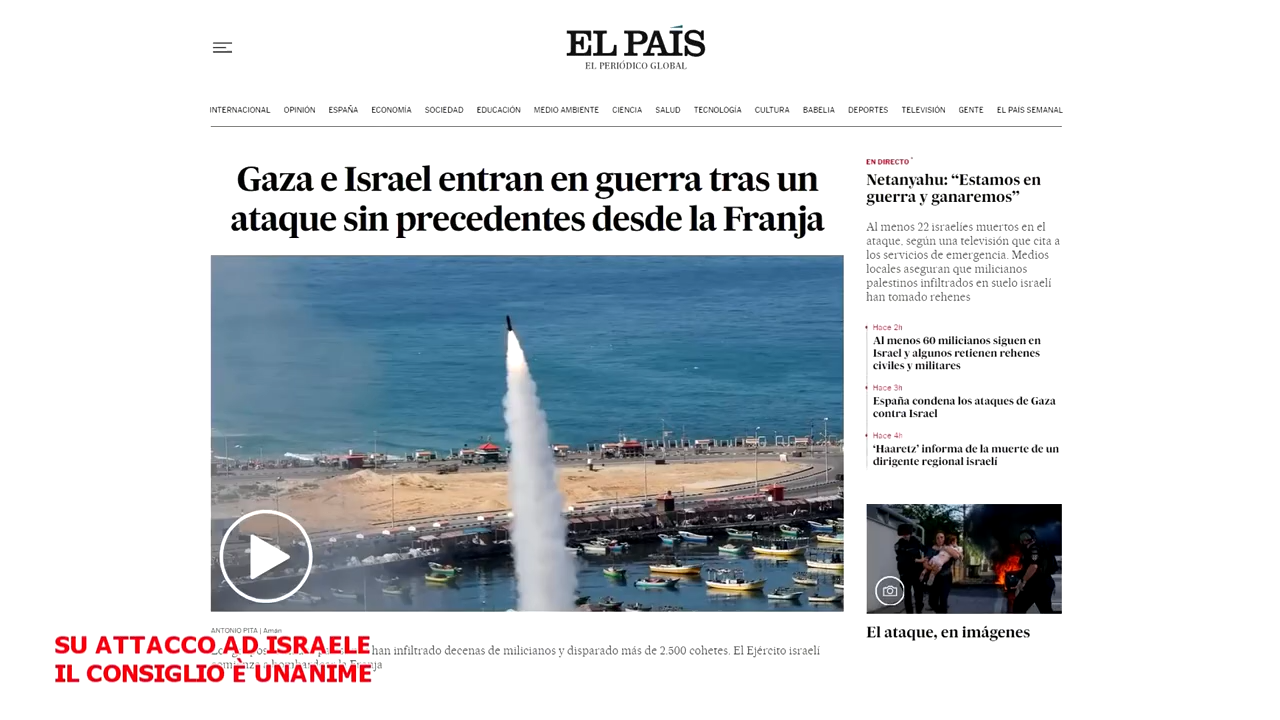 EL PAÍS
EL PERIÓDICO GLOBAL
INTERNACIONAL OPINIÓN ESPAÑA ECONOMÍA SOCIEDAD EDUCACIÓN MEDIO AMBIENTE CIENCIA SALUD TECNOLOGÍA CULTURA BABELIA DEPORTES TELEVISIÓN GENTE EL PAÍS SEMANAL
Gaza e Israel entran en guerra tras un
ataque sin precedentes desde la Franja
ANTONIO PITA | Amán
han infiltrado decenas de milicianos y disparado más de 2.500 cohetes. El Ejército israelí
Franja
EN DIRECTO
Netanyahu: “Estamos en
guerra y ganaremos”
Al menos 22 israelíes muertos en el
ataque, según una televisión que cita a
los servicios de emergencia. Medios
locales aseguran que milicianos
palestinos infiltrados en suelo israelí
han tomado rehenes
Hace 2h
Al menos 60 milicianos siguen en
Israel y algunos retienen rehenes
civiles y militares
Hace 3h
España condena los ataques de Gaza
contra Israel
Hace 4h
‘Haaretz’ informa de la muerte de un
dirigente regional israelí
El ataque, en imágenes
SU ATTACCO AD ISRAELE
IL CONSIGLIO È UNANIME